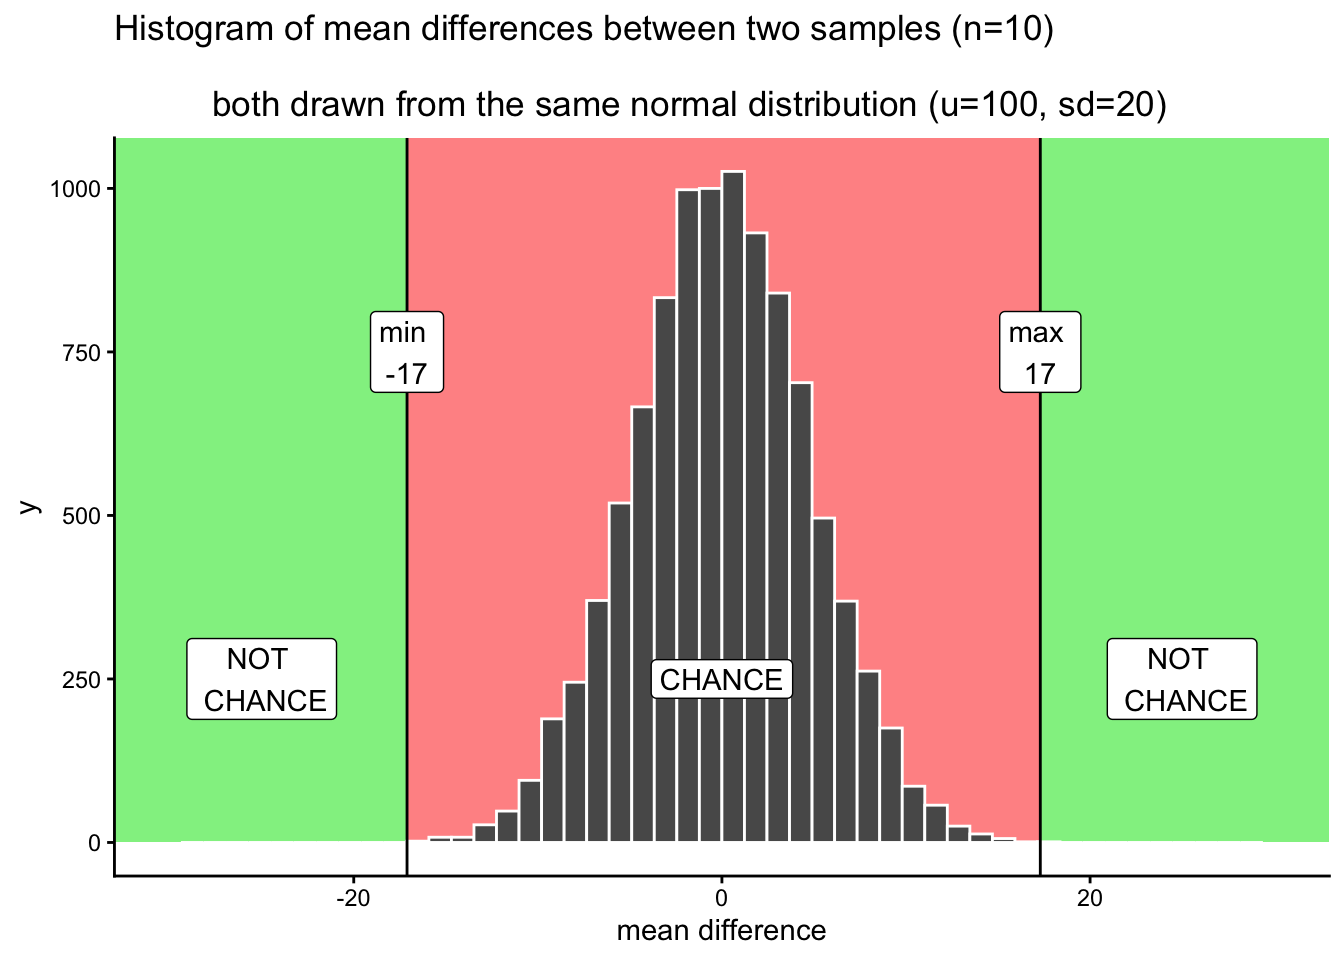 Histogram of mean differences between two samples (n=10)
both drawn from the same normal distribution (u=100, sd=20)
1000
750
500
250
0
y
min
-17
max
17
NOT
CHANCE
CHANCE
NOT
CHANCE
-20
0
20
mean difference